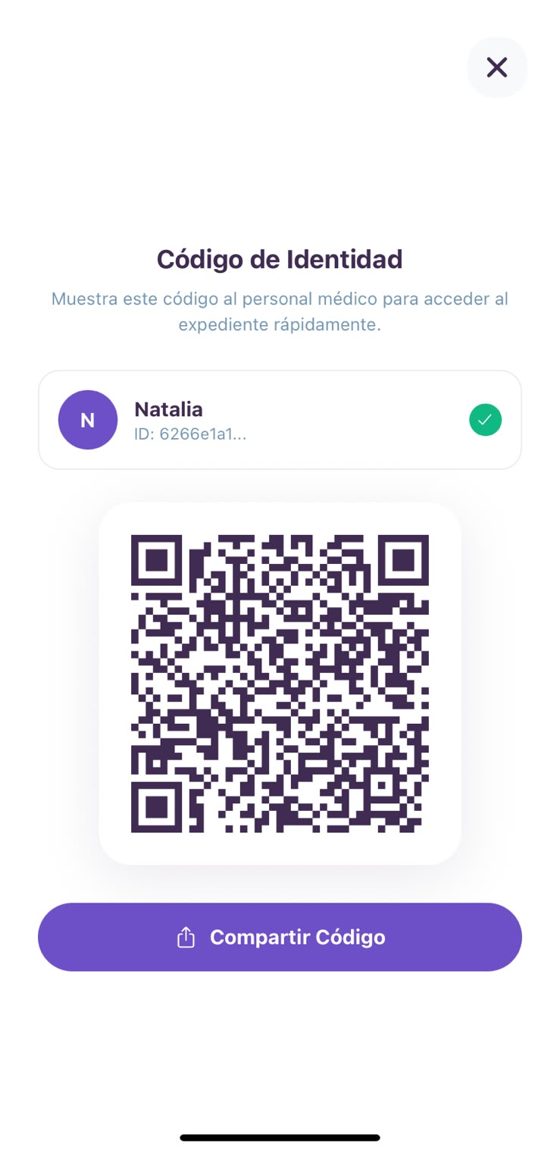 Código de Identidad
Muestra este código al personal médico para acceder al
expediente rápidamente.
N
Natalia
ID: 6266e1a1...
Compartir Código